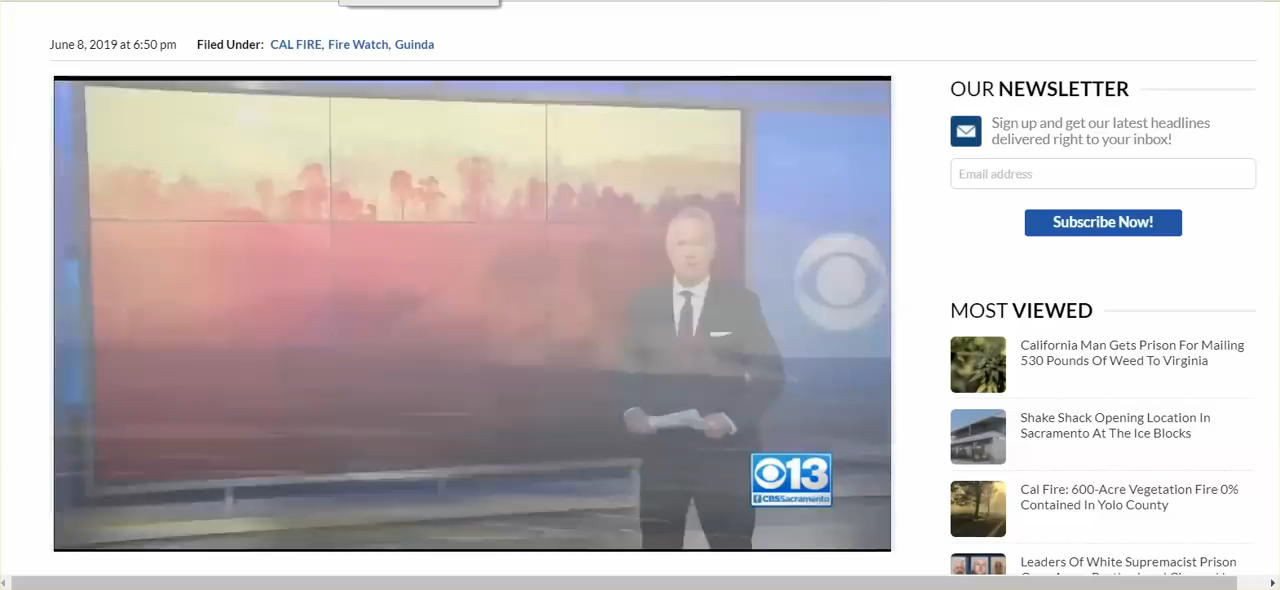 June 8, 2019 at 6:50 pm Filed Under: CAL FIRE, Fire Watch, Guinda
13
CBSSacramento
OUR NEWSLETTER
Sign up and get our latest headlines
delivered right to your inbox!
Email address
Subscribe Now!
MOST VIEWED
California Man Gets Prison For Mailing
530 Pounds Of Weed To Virginia
Shake Shack Opening Location In
Sacramento At The Ice Blocks
Cal Fire: 600-Acre Vegetation Fire 0%
Contained In Yolo County
Leaders Of White Supremacist Prison